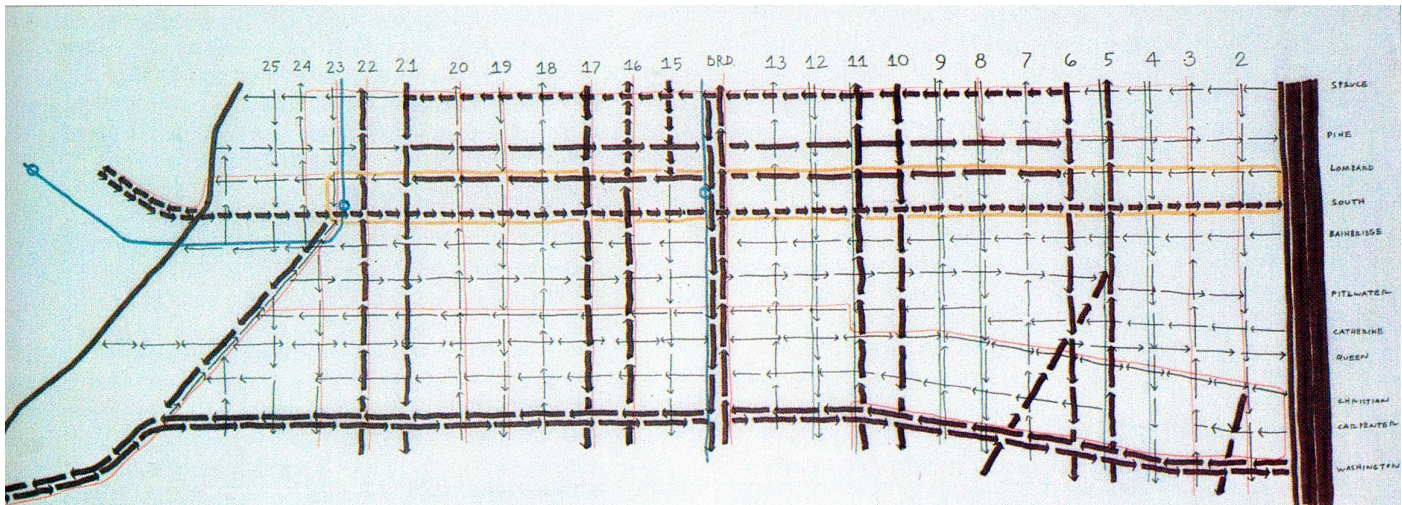 25 24 23 22 21 20 19 18 17 16 15 BRD. 13 12 11 10 9 8 7 6 5 4 3 2
SPRUCE
PINE
LOMBARD
SOUTH
BAINBRIDGE
FITZWATER
CATHERINE
QUEEN
CHRISTIAN
CARPENTER
WASHINGTON